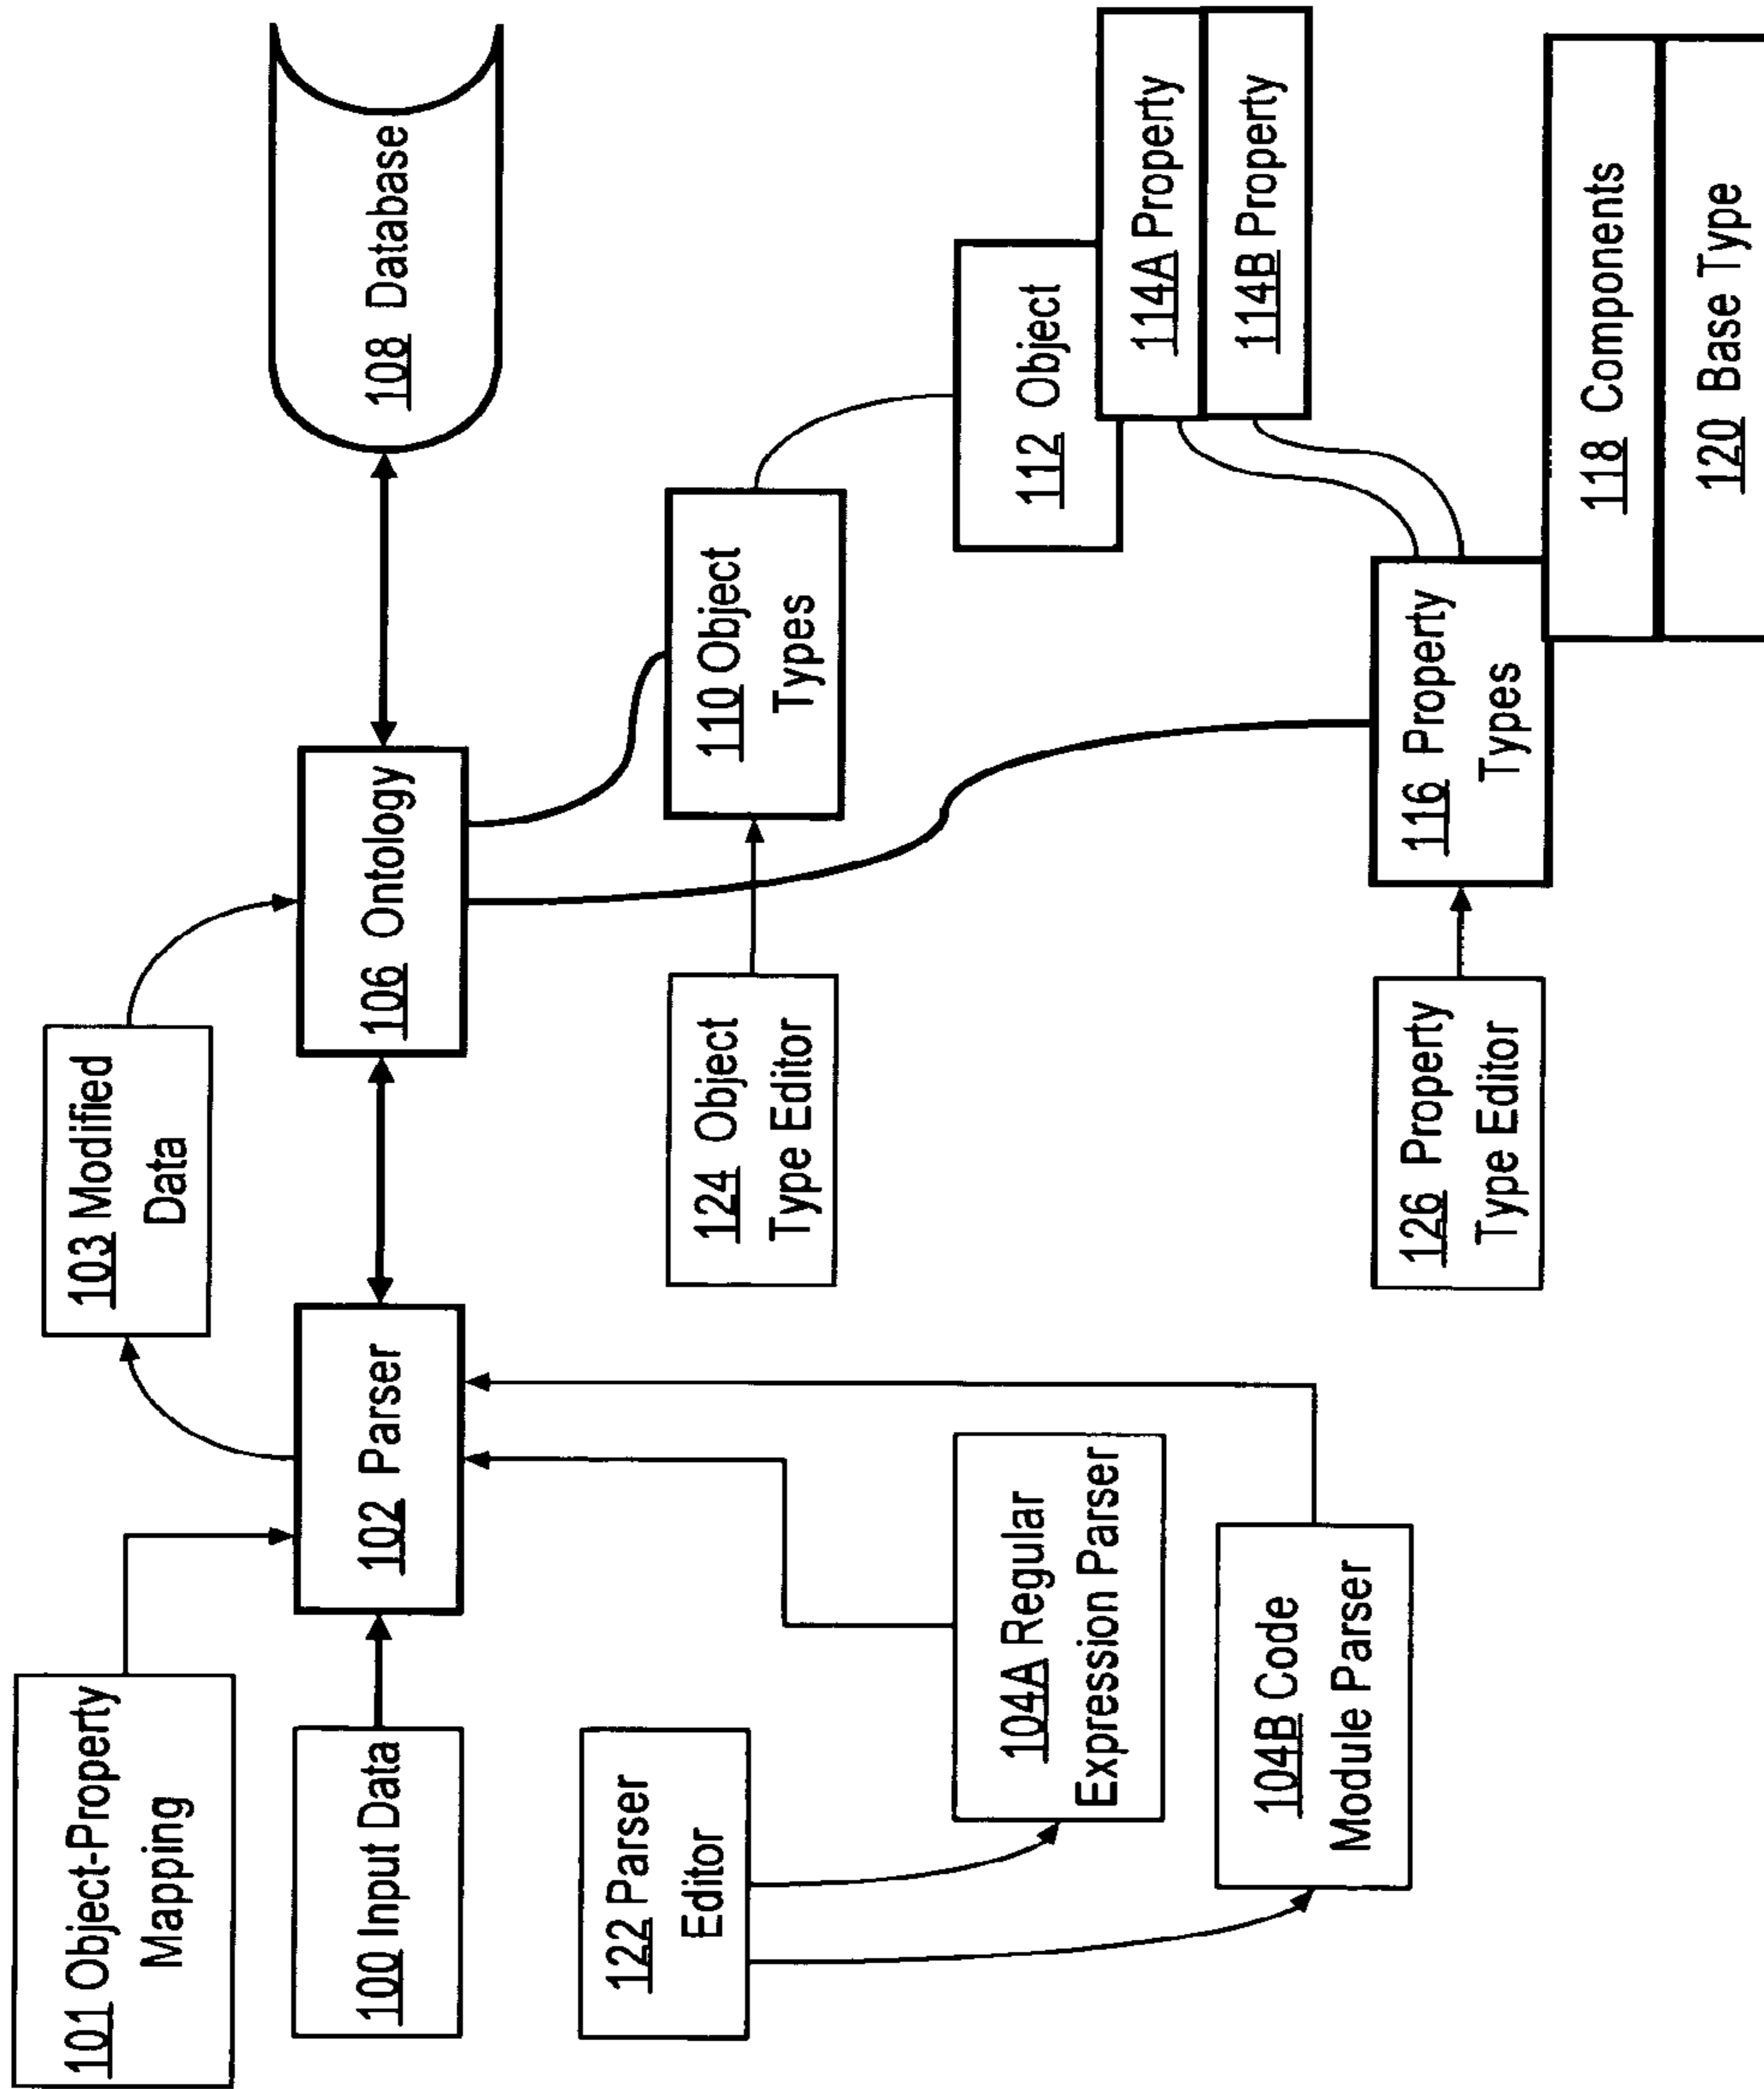 101 Object-Property
Mapping
100 Input Data
102 Parser
103 Modified
Data
106 Ontology
108 Database
122 Parser
Editor
104A Regular
Expression Parser
104B Code
Module Parser
124 Object
Type Editor
110 Object
Types
112 Object
114A Property
114B Property
126 Property
Type Editor
116 Property
Types
118 Components
120 Base Type